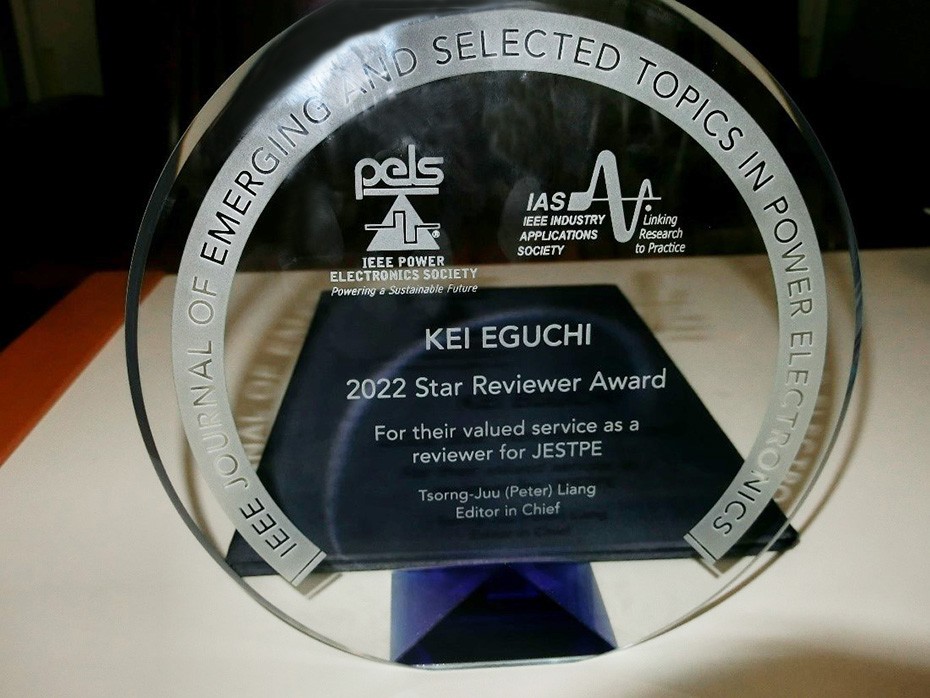 IEEE JOURNAL OF EMERGING AND SELECTED TOPICS IN POWER ELECTRONICS
pels
®
IEEE POWER
ELECTRONICS SOCIETY
Powering a Sustainable Future
IAS
IEEE INDUSTRY
APPLICATIONS
SOCIETY
Linking
Research
to Practice
KEI EGUCHI
2022 Star Reviewer Award
For their valued service as a
reviewer for JESTPE
Tsorng-Juu (Peter) Liang
Editor in Chief